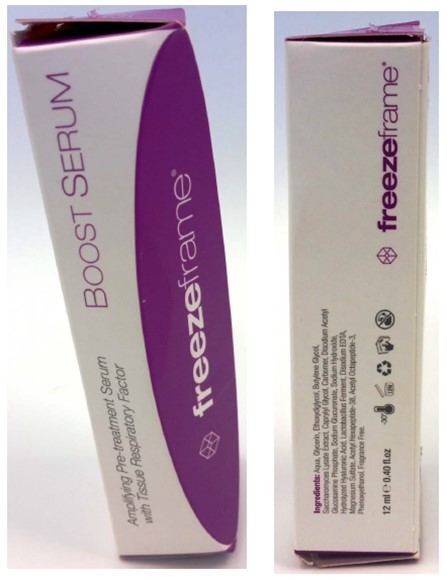 BOOST SERUM
Amplifying Pre-treatment Serum
with Tissue Respiratory Factor
freezeframe®
freezeframe®
Ingredients: Aqua, Glycerin, Ethoxydiglycol, Butylene Glycol,
Saccharomyces Lysate Extract, Caprylyl Glycol, Carbomer, Disodium Acetyl
Glucosamine Phosphate, Sodium Glucuronate, Sodium Hydroxide,
Hydrolyzed Hyaluronic Acid, Lactobacillus Ferment, Disodium EDTA,
Magnesium Sulfate, Acetyl Hexapeptide-38, Acetyl Octapeptide-3,
Phenoxyethanol, Fragrance Free.
12 ml ℮ 0.40 fl.oz